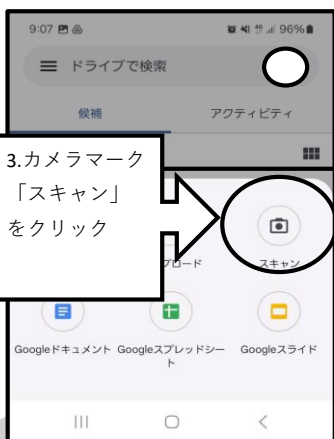 9:07
96%
ドライブで検索
候補 アクティビティ
3.カメラマーク
「スキャン」
をクリック
プロード
スキャン
Googleドキュメント Googleスプレッドシー
ト
Googleスライド